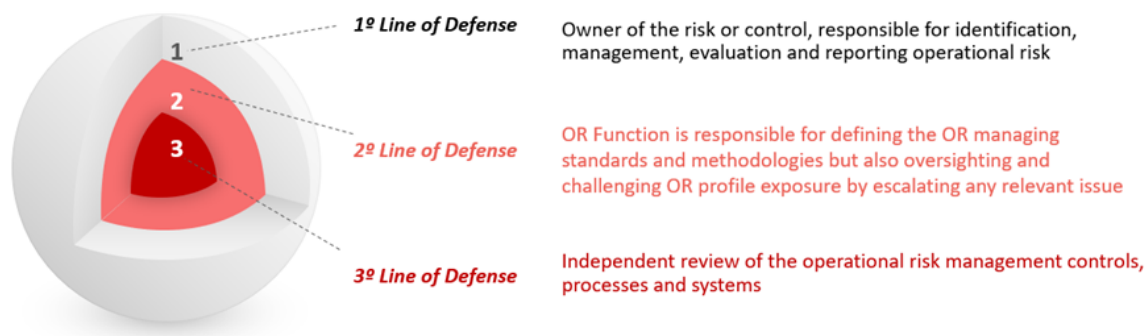 1
2
3
1º Line of Defense
Owner of the risk or control, responsible for identification,
management, evaluation and reporting operational risk
2º Line of Defense
OR Function is responsible for defining the OR managing
standards and methodologies but also oversighting and
challenging OR profile exposure by escalating any relevant issue
3º Line of Defense
Independent review of the operational risk management controls,
processes and systems